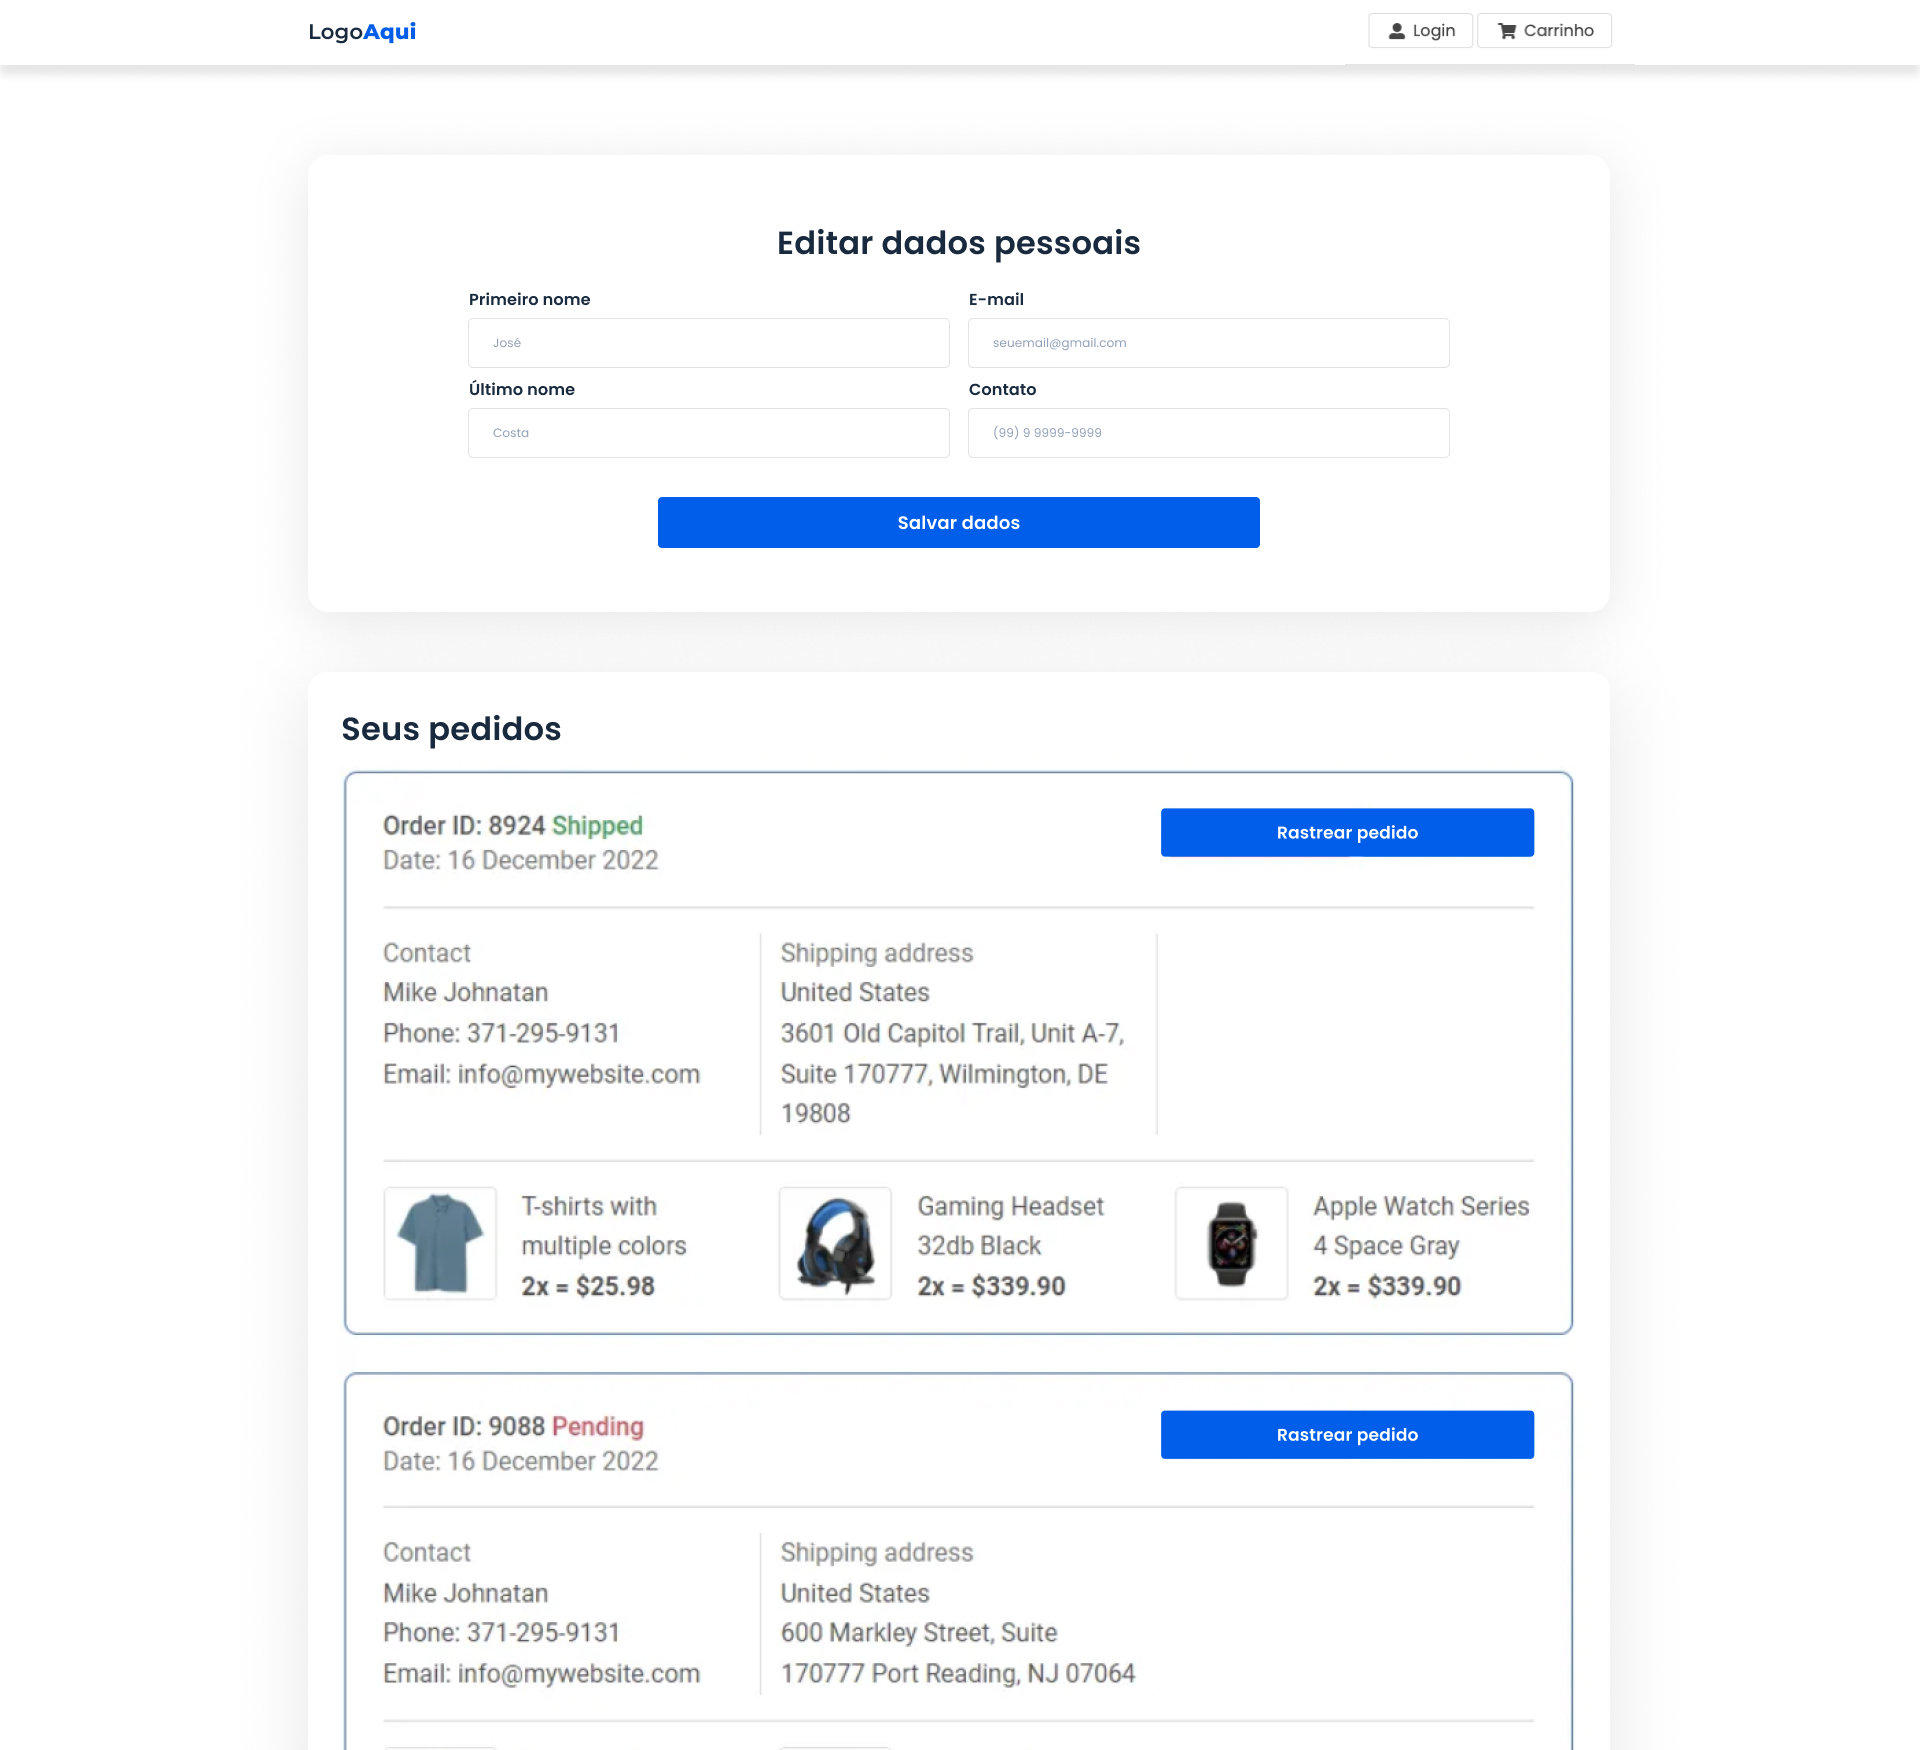 LogoAqui
Login
Carrinho
Editar dados pessoais
Primeiro nome
E-mail
José
seuemail@gmail.com
Último nome
Contato
Costa
(99) 9 9999-9999
Salvar dados
Seus pedidos
Order ID: 8924 Shipped
Date: 16 December 2022
Rastrear pedido
Contact
Mike Johnatan
Phone: 371-295-9131
Email: info@mywebsite.com
Shipping address
United States
3601 Old Capitol Trail, Unit A-7,
Suite 170777, Wilmington, DE
19808
T-shirts with
multiple colors
2x = $25.98
Gaming Headset
32db Black
2x = $339.90
Apple Watch Series
4 Space Gray
2x = $339.90
Order ID: 9088 Pending
Date: 16 December 2022
Rastrear pedido
Contact
Mike Johnatan
Phone: 371-295-9131
Email: info@mywebsite.com
Shipping address
United States
600 Markley Street, Suite
170777 Port Reading, NJ 07064